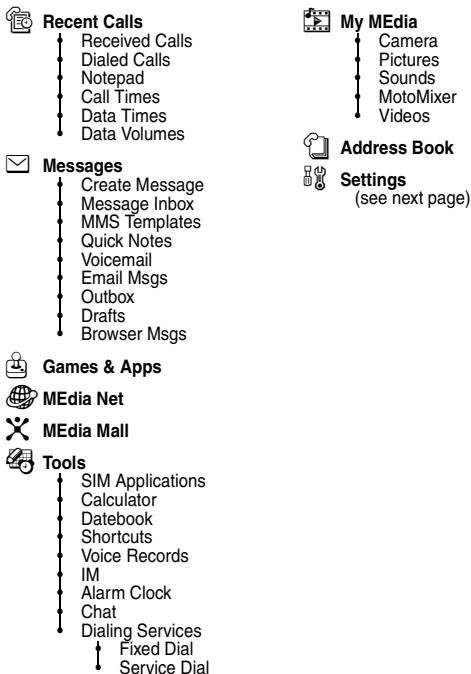 Recent Calls
Received Calls
Dialed Calls
Notepad
Call Times
Data Times
Data Volumes
Messages
Create Message
Message Inbox
MMS Templates
Quick Notes
Voicemail
Email Msgs
Outbox
Drafts
Browser Msgs
Games & Apps
MEdia Net
MEdia Mall
Tools
SIM Applications
Calculator
Datebook
Shortcuts
Voice Records
IM
Alarm Clock
Chat
Dialing Services
Fixed Dial
Service Dial
My MEdia
Camera
Pictures
Sounds
MotoMixer
Videos
Address Book
Settings
(see next page)